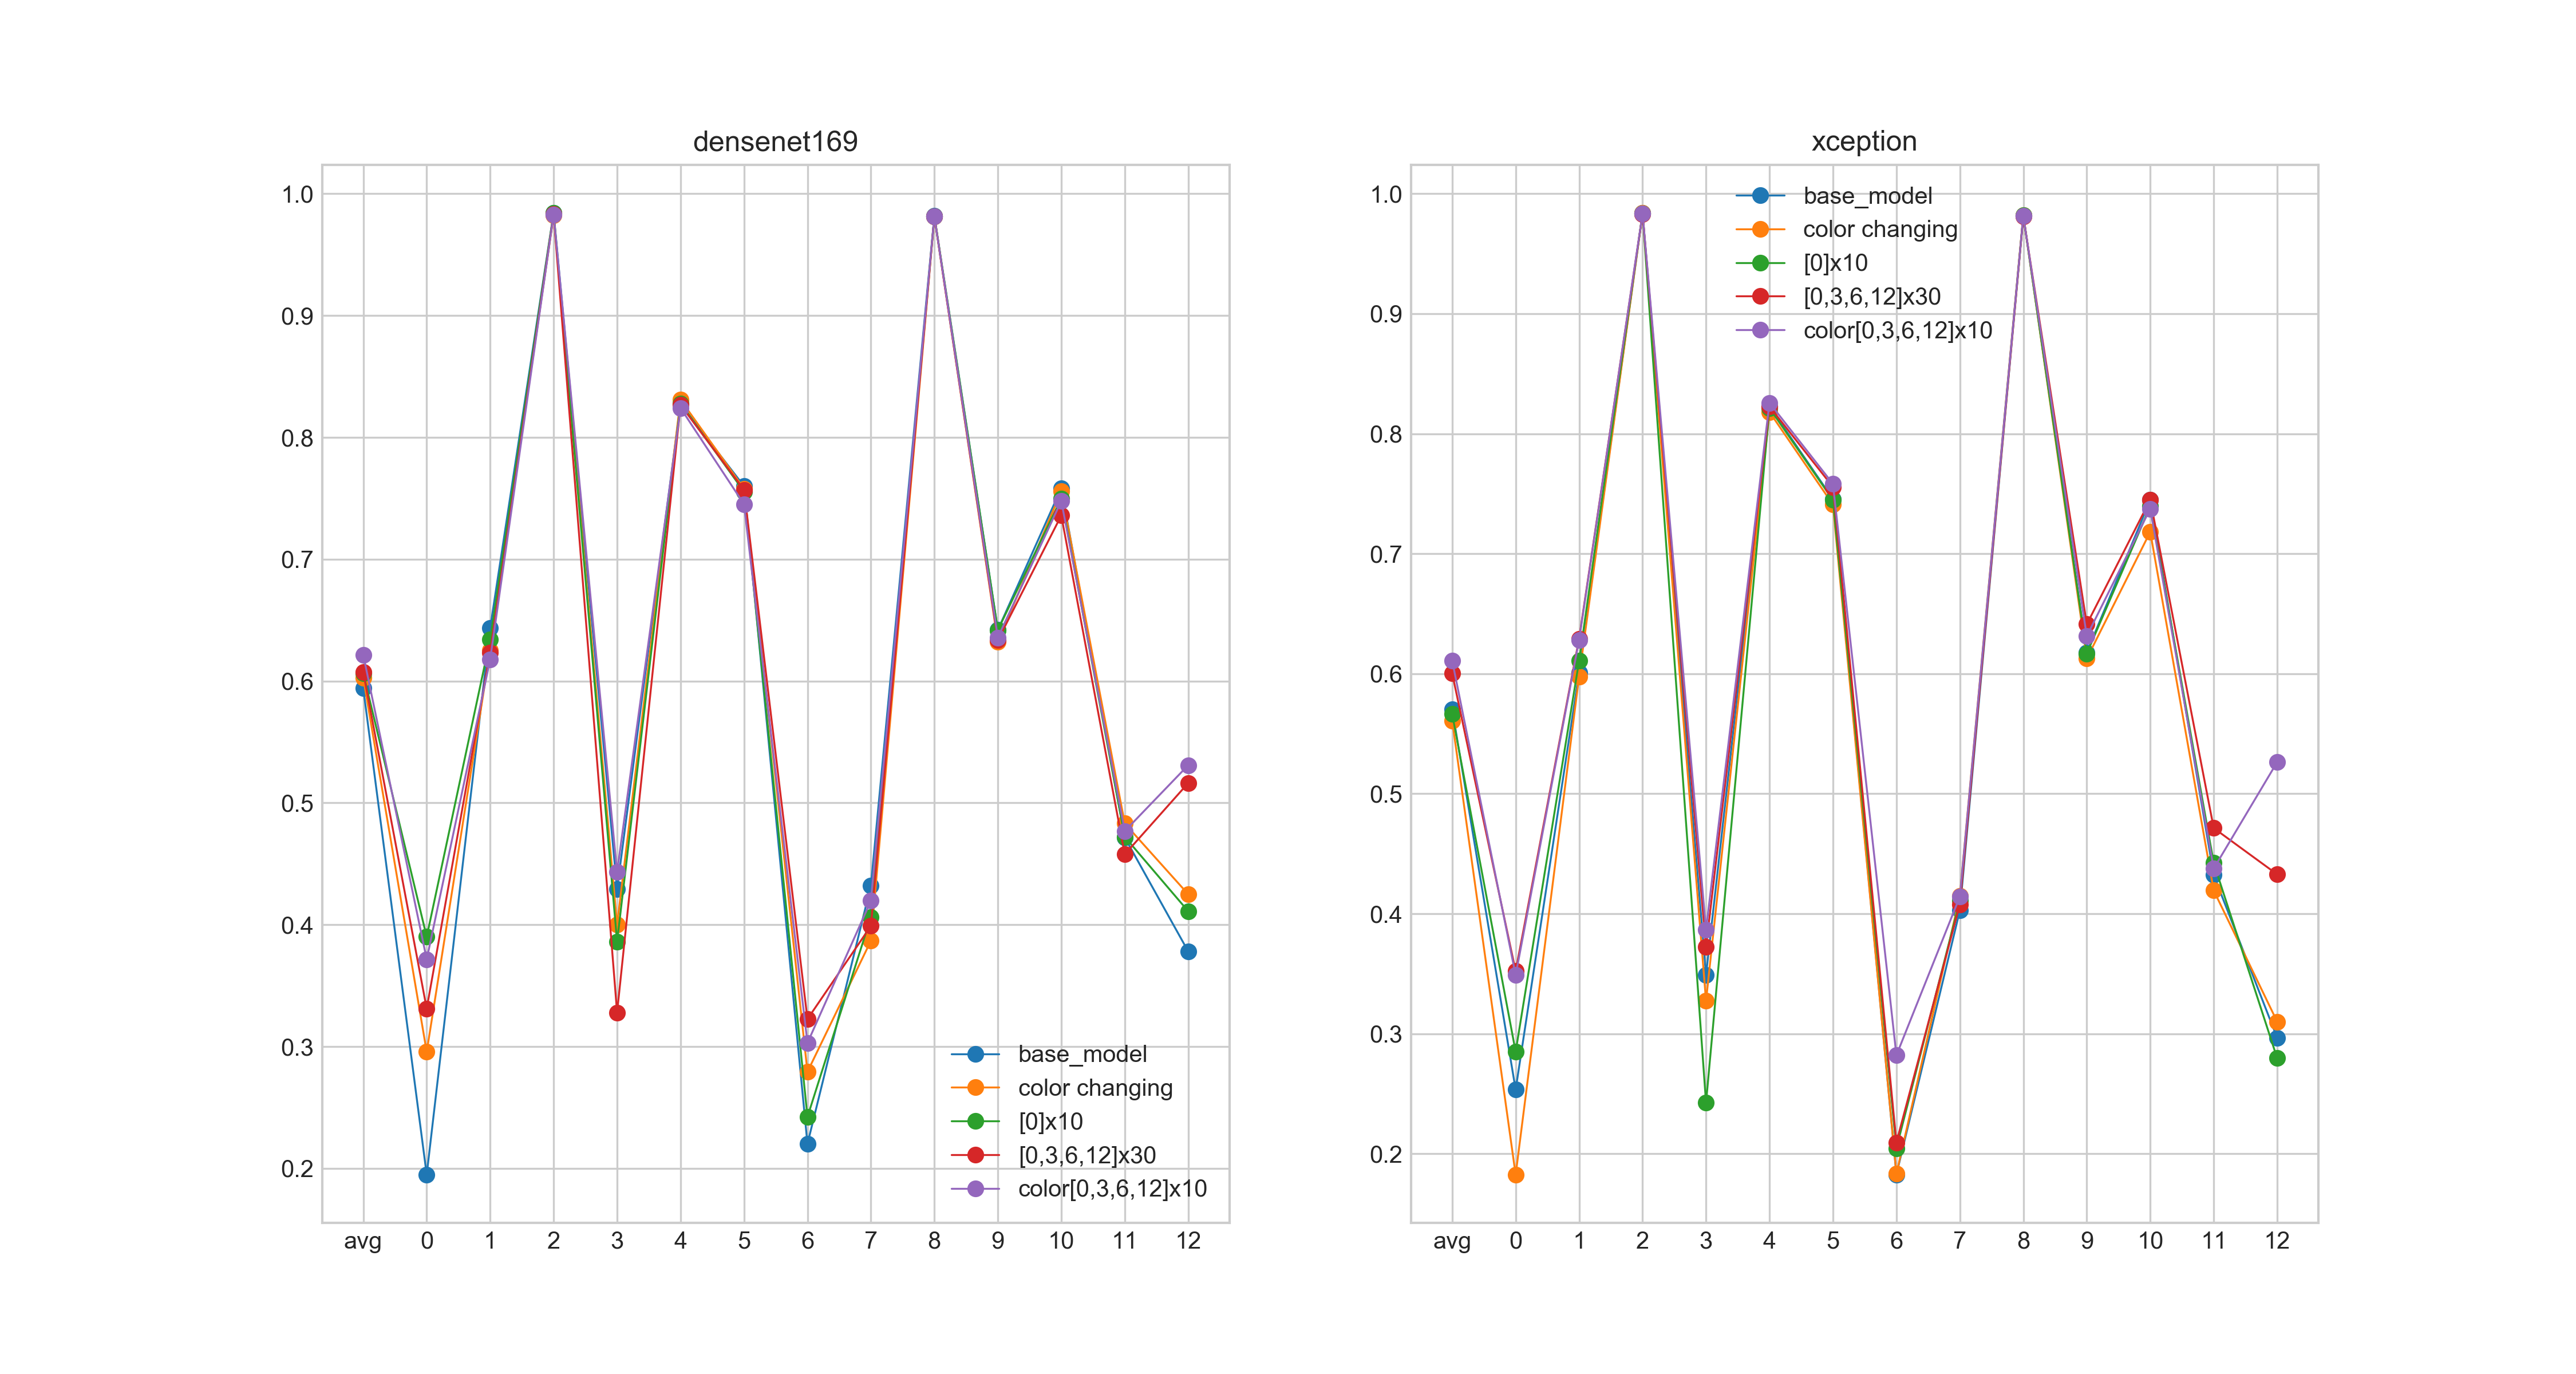 densenet169
1.0
0.9
0.8
0.7
0.6
0.5
0.4
0.3
0.2
base_model
color changing
[0]x10
[0,3,6,12]x30
color[0,3,6,12]x10
avg 0 1 2 3 4 5 6 7 8 9 10 11 12
xception
1.0
0.9
0.8
0.7
0.6
0.5
0.4
0.3
0.2
base_model
color changing
[0]x10
[0,3,6,12]x30
color[0,3,6,12]x10
avg 0 1 2 3 4 5 6 7 8 9 10 11 12